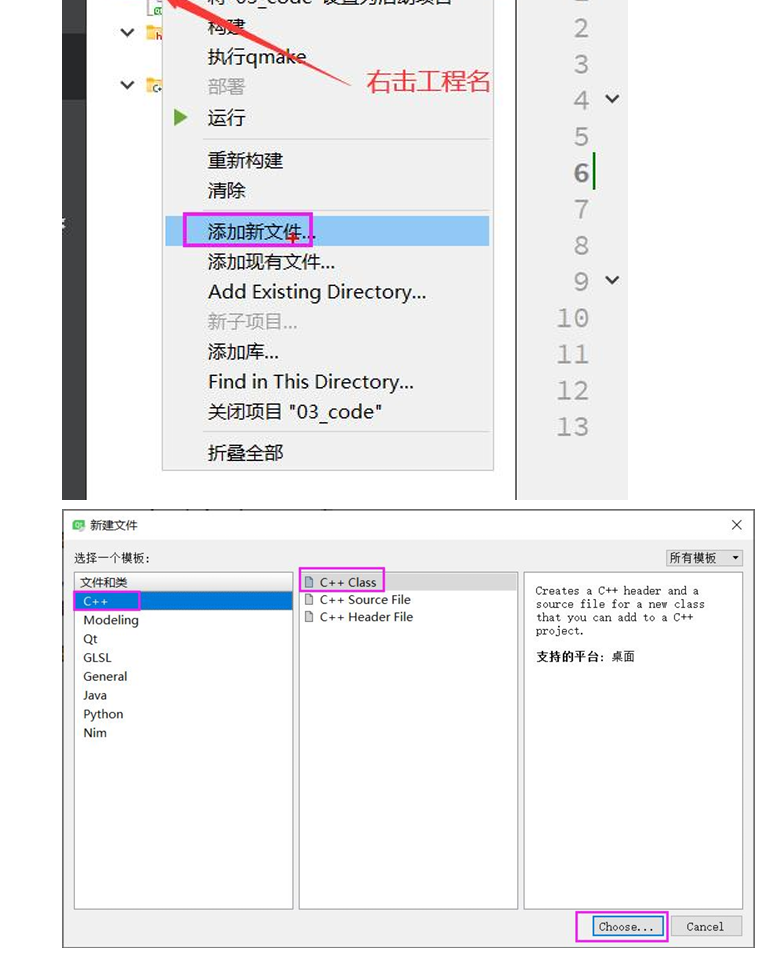 将"03_code"设置为活动项目
构建
执行qmake
右击工程名
部署
运行
重新构建
清除
添加新文件...
添加现有文件...
Add Existing Directory...
新子项目...
添加库...
Find in This Directory...
关闭项目 "03_code"
折叠全部
2
3
4
5
6
7
8
9
10
11
12
13
新建文件
选择一个模板:
所有模板
文件和类
C++
Modeling
Qt
GLSL
General
Java
Python
Nim
C++ Class
C++ Source File
C++ Header File
Creates a C++ header and a
source file for a new class
that you can add to a C++
project.
支持的平台: 桌面
Choose...
Cancel